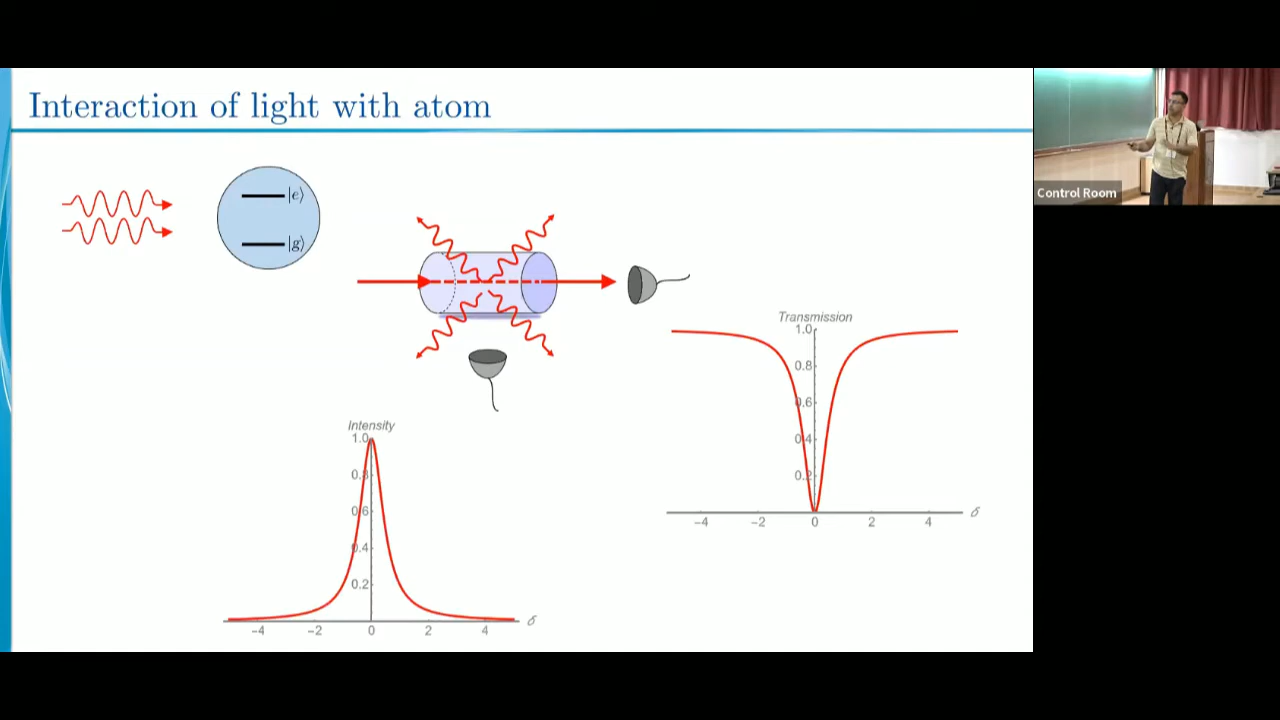 Interaction of light with atom
|e⟩
|g⟩
Control Room
Transmission
1.0
0.8
0.6
0.4
0.2
−4 −2 0 2 4 δ
Intensity
1.0
0.8
0.6
0.4
0.2
−4 −2 0 2 4 δ